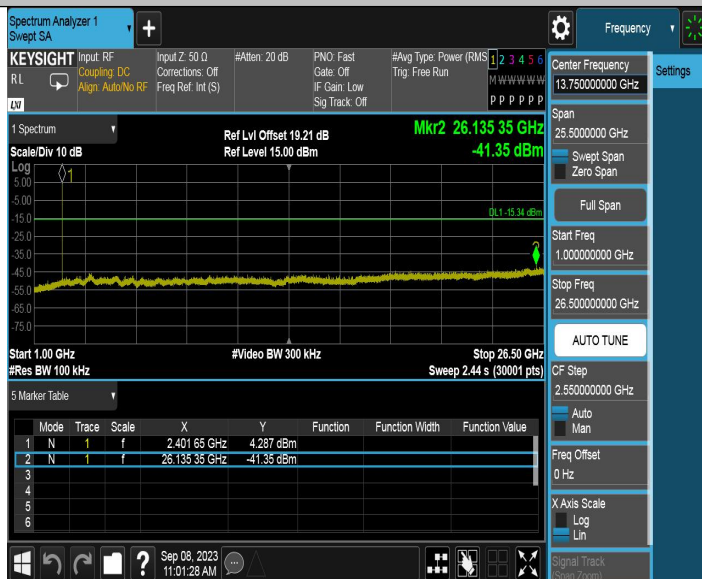 Spectrum Analyzer 1
Swept SA
+
Frequency
KEYSIGHT
RL
LXI
Input: RF
Coupling: DC
Align: Auto/No RF
Input Z: 50 Ω
Corrections: Off
Freq Ref: Int (S)
#Atten: 20 dB
PNO: Fast
Gate: Off
IF Gain: Low
Sig Track: Off
#Avg Type: Power (RMS
Trig: Free Run
1 2 3 4 5 6
M W W W W W
P P P P P P
Center Frequency
13.750000000 GHz
Settings
Span
25.5000000 GHz
Swept Span
Zero Span
Full Span
Start Freq
1.000000000 GHz
Stop Freq
26.500000000 GHz
AUTO TUNE
CF Step
2.550000000 GHz
Auto
Man
Freq Offset
0 Hz
X Axis Scale
Log
Lin
Signal Track
(Span Zoom)
1 Spectrum
Scale/Div 10 dB
Ref Lvl Offset 19.21 dB
Ref Level 15.00 dBm
Mkr2 26.135 35 GHz
-41.35 dBm
Log
1
5.00
-5.00
-15.0
DL1 -15.34 dBm
-25.0
-35.0
2
-45.0
-55.0
-65.0
-75.0
Start 1.00 GHz
#Video BW 300 kHz
Stop 26.50 GHz
#Res BW 100 kHz
Sweep 2.44 s (30001 pts)
5 Marker Table
Mode Trace Scale X Y Function Function Width Function Value
1 N 1 f 2.401 65 GHz 4.287 dBm
2 N 1 f 26.135 35 GHz -41.35 dBm
3
4
5
6
?
Sep 08, 2023
11:01:28 AM